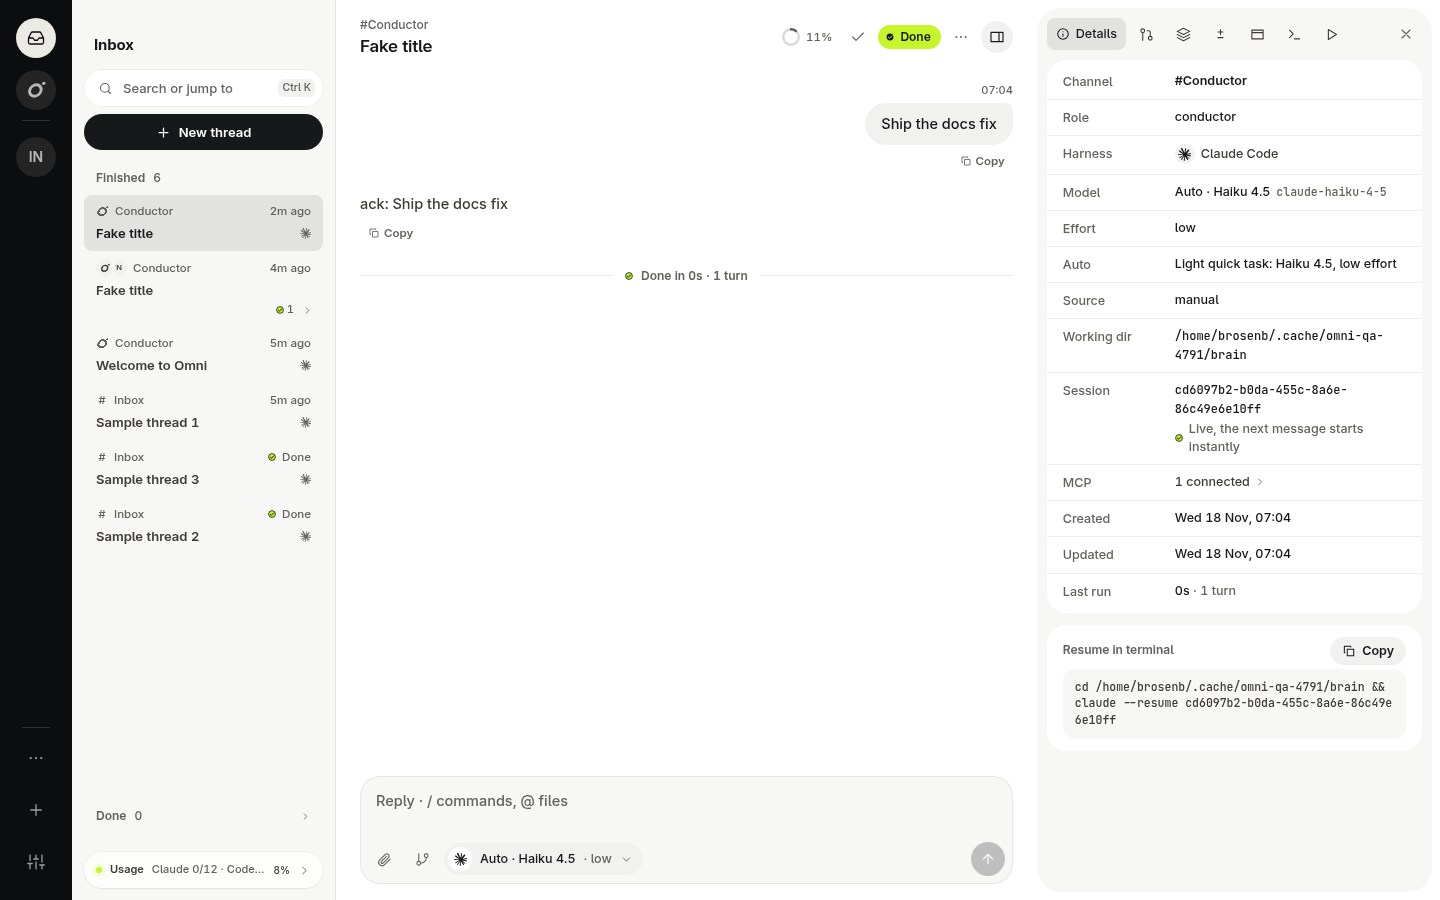 IN
Inbox
Search or jump to
Ctrl K
New thread
Finished 6
Conductor 2m ago
Fake title
N Conductor 4m ago
Fake title
1
Conductor 5m ago
Welcome to Omni
# Inbox 5m ago
Sample thread 1
# Inbox Done
Sample thread 3
# Inbox Done
Sample thread 2
Done 0
Usage Claude 0/12 · Code... 8%
#Conductor
Fake title
11%
Done
07:04
Ship the docs fix
Copy
ack: Ship the docs fix
Copy
Done in 0s · 1 turn
Reply · / commands, @ files
Auto · Haiku 4.5 · low
Details
Channel #Conductor
Role conductor
Harness Claude Code
Model Auto · Haiku 4.5 claude-haiku-4-5
Effort low
Auto Light quick task: Haiku 4.5, low effort
Source manual
Working dir /home/brosenb/.cache/omni-qa-
4791/brain
Session cd6097b2-b0da-455c-8a6e-
86c49e6e10ff
Live, the next message starts
instantly
MCP 1 connected
Created Wed 18 Nov, 07:04
Updated Wed 18 Nov, 07:04
Last run 0s · 1 turn
Resume in terminal
Copy
cd /home/brosenb/.cache/omni-qa-4791/brain &&
claude --resume cd6097b2-b0da-455c-8a6e-86c49e
6e10ff